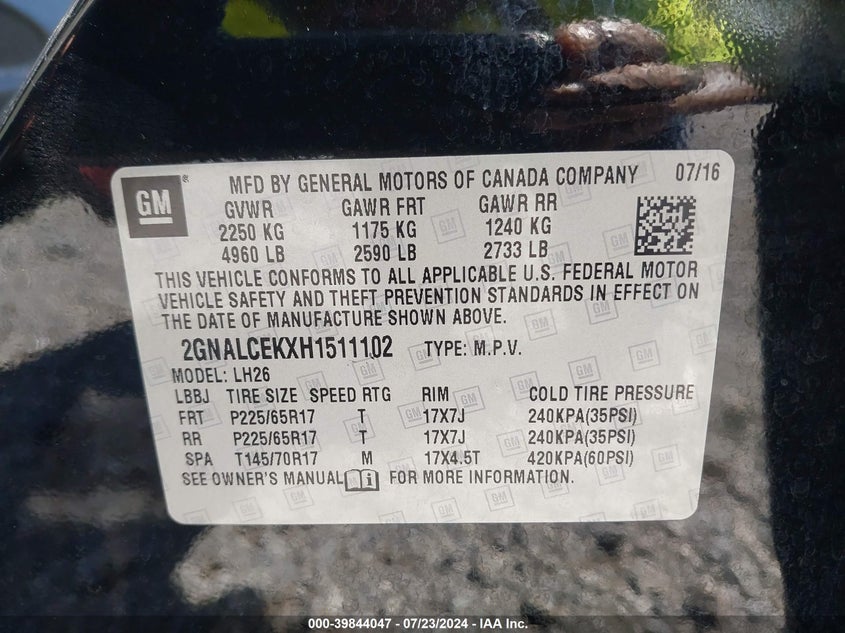 GM ® MFD BY GENERAL MOTORS OF CANADA COMPANY 07/16
GVWR GAWR FRT GAWR RR
2250 KG 1175 KG 1240 KG
4960 LB 2590 LB 2733 LB
THIS VEHICLE CONFORMS TO ALL APPLICABLE U.S. FEDERAL MOTOR
VEHICLE SAFETY AND THEFT PREVENTION STANDARDS IN EFFECT ON
THE DATE OF MANUFACTURE SHOWN ABOVE.
2GNALCEKXH1511102 TYPE: M.P.V.
MODEL: LH26
LBBJ TIRE SIZE SPEED RTG RIM COLD TIRE PRESSURE
FRT P225/65R17 T 17X7J 240KPA(35PSI)
RR P225/65R17 T 17X7J 240KPA(35PSI)
SPA T145/70R17 M 17X4.5T 420KPA(60PSI)
SEE OWNER'S MANUAL FOR MORE INFORMATION.
000-39844047 - 07/23/2024 - IAA Inc.